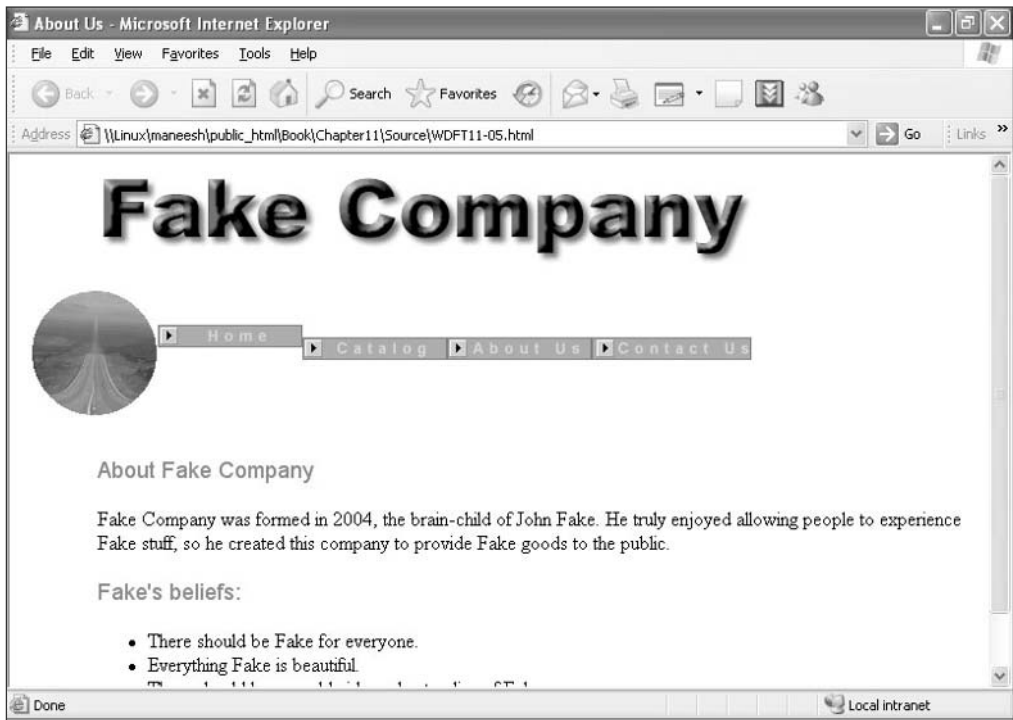 About Us - Microsoft Internet Explorer
File Edit View Favorites Tools Help
Back Search Favorites
Address \\Linux\maneesh\public_html\Book\Chapter11\Source\WDFT11-05.html Go Links »
Fake Company
Home Catalog About Us Contact Us
About Fake Company
Fake Company was formed in 2004, the brain-child of John Fake. He truly enjoyed allowing people to experience
Fake stuff, so he created this company to provide Fake goods to the public.
Fake's beliefs:
• There should be Fake for everyone.
• Everything Fake is beautiful.
Done Local intranet